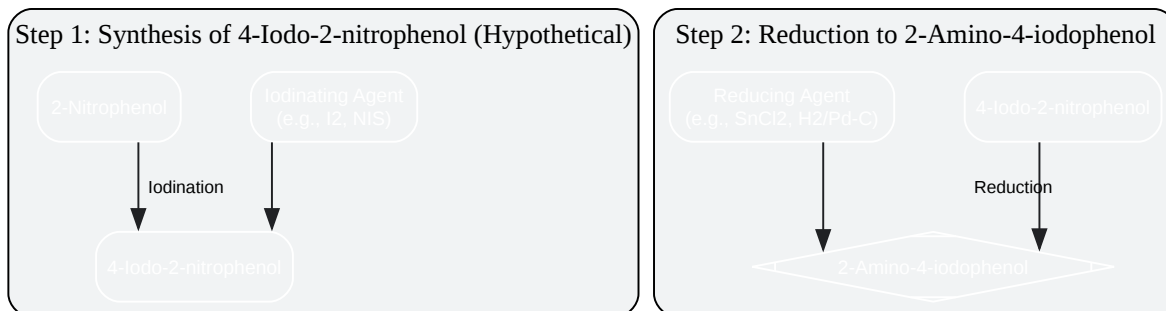 Step 1: Synthesis of 4-Iodo-2-nitrophenol (Hypothetical)
2-Nitrophenol
Iodinating Agent
(e.g., I2, NIS)
Iodination
4-Iodo-2-nitrophenol
Step 2: Reduction to 2-Amino-4-iodophenol
Reducing Agent
(e.g., SnCl2, H2/Pd-C)
4-Iodo-2-nitrophenol
Reduction
2-Amino-4-iodophenol